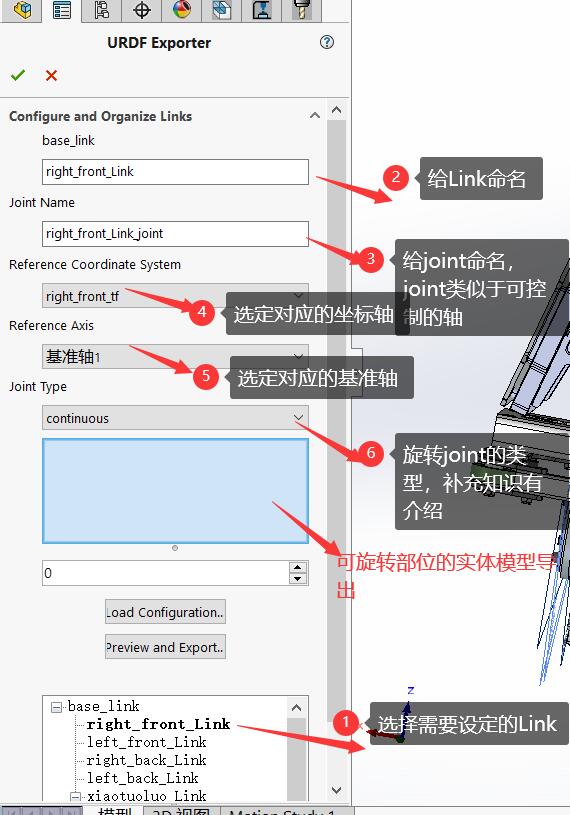 URDF Exporter
Configure and Organize Links
base_link
right_front_Link
2
给Link命名
Joint Name
right_front_Link_joint
3
给joint命名，
joint类似于可控
制的轴
Reference Coordinate System
right_front_tf
4
选定对应的坐标轴
Reference Axis
基准轴1
5
选定对应的基准轴
Joint Type
continuous
6
旋转joint的类
型，补充知识有
介绍
可旋转部位的实体模型导
出
0
Load Configuration..
Preview and Export..
base_link
right_front_Link
left_front_Link
right_back_Link
left_back_Link
xiaotuoluo_Link
1
选择需要设定的Link
z
模型
3D 视图
Motion Study 1